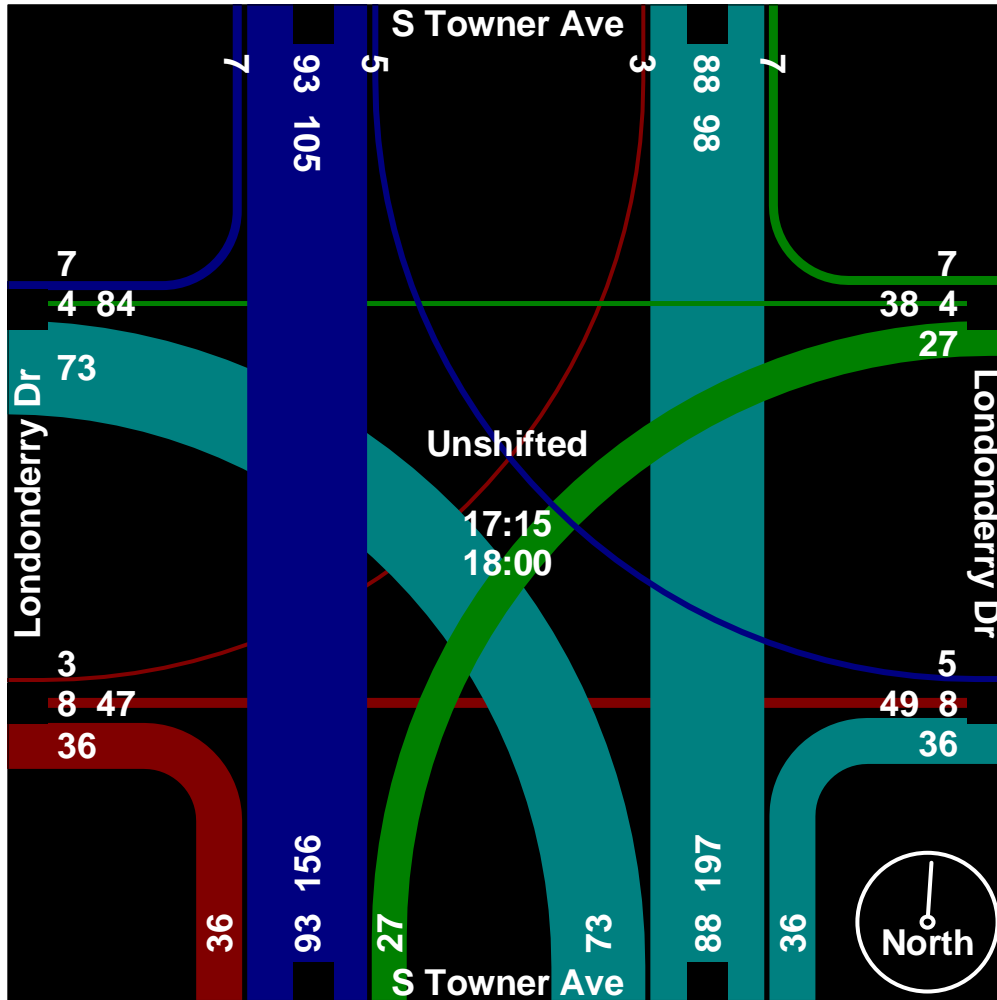 S Towner Ave
7 93 5 3 88 7
105 98
7 7
4 84 38 4
73 27
Londonderry Dr
Londonderry Dr
Unshifted
17:15
18:00
3 5
8 47 49 8
36 36
156 197
36 93 27 73 88 36
North
S Towner Ave